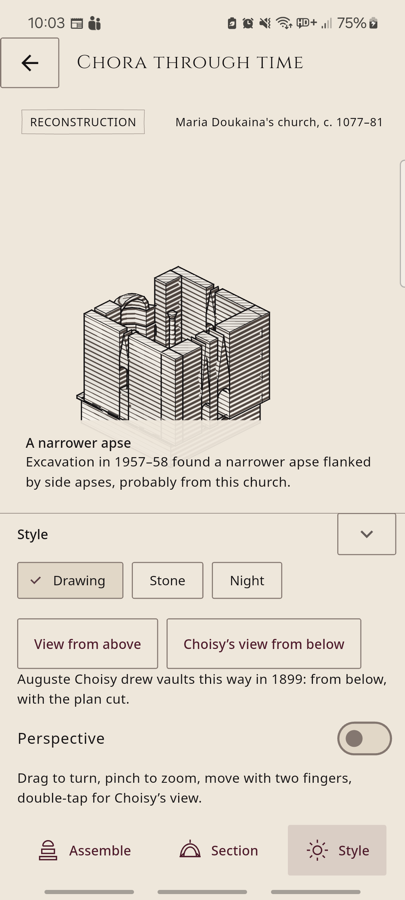 10:03 75%
Chora through time
RECONSTRUCTION Maria Doukaina's church, c. 1077–81
A narrower apse
Excavation in 1957–58 found a narrower apse flanked
by side apses, probably from this church.
Style
Drawing Stone Night
View from above Choisy’s view from below
Auguste Choisy drew vaults this way in 1899: from below,
with the plan cut.
Perspective
Drag to turn, pinch to zoom, move with two fingers,
double-tap for Choisy’s view.
Assemble Section Style